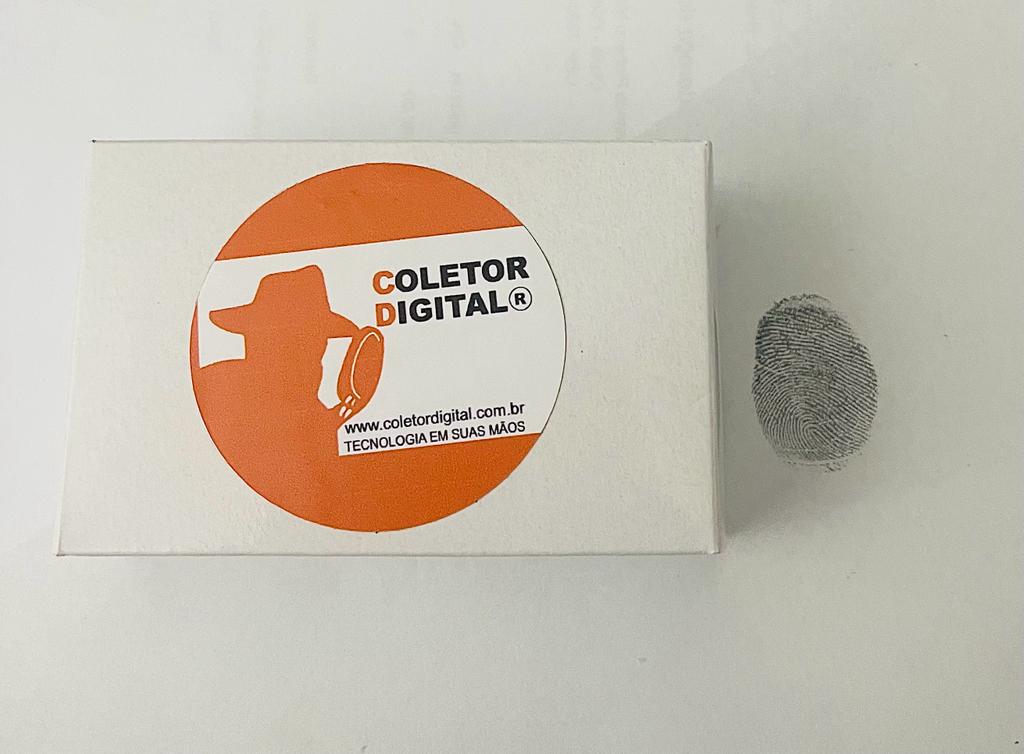 COLETOR
DIGITAL®
www.coletordigital.com.br
TECNOLOGIA EM SUAS MÃOS